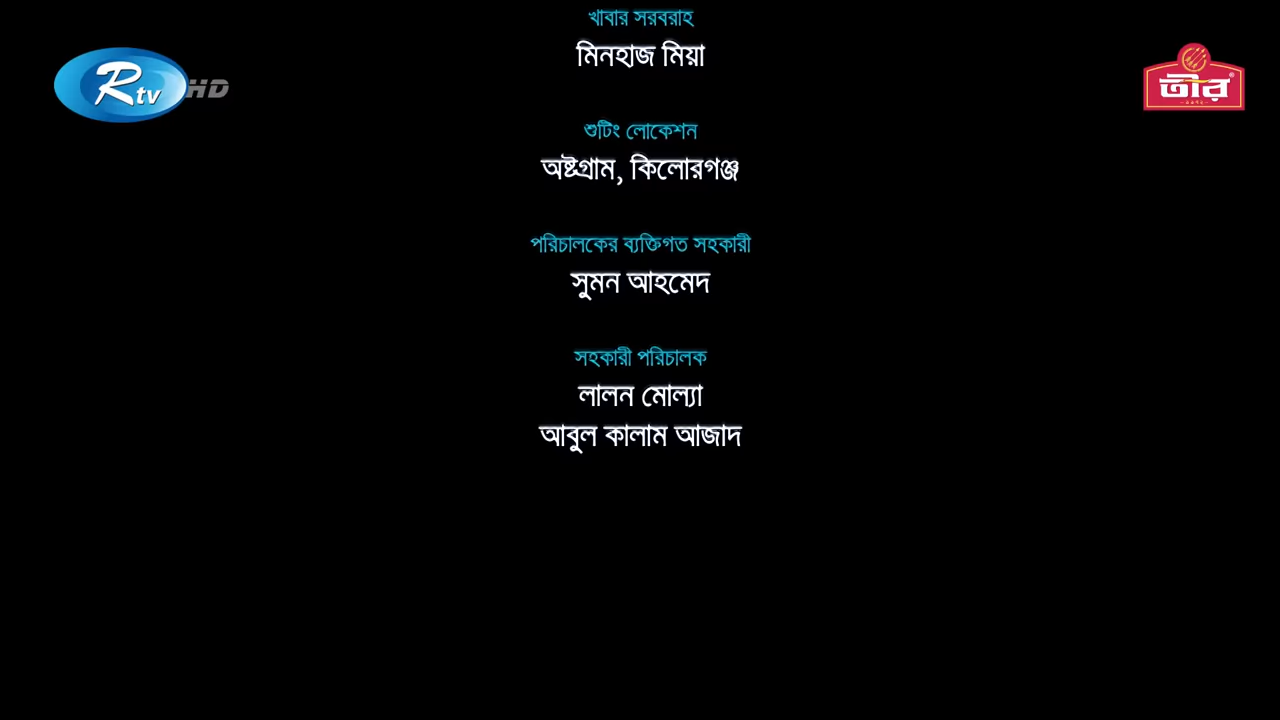 খাবার সরবরাহ
মিনহাজ মিয়া
Rtv HD
তীর
শুটিং লোকেশন
অষ্টগ্রাম, কিলোরগঞ্জ
পরিচালকের ব্যক্তিগত সহকারী
সুমন আহমেদ
সহকারী পরিচালক
লালন মোল্যা
আবুল কালাম আজাদ